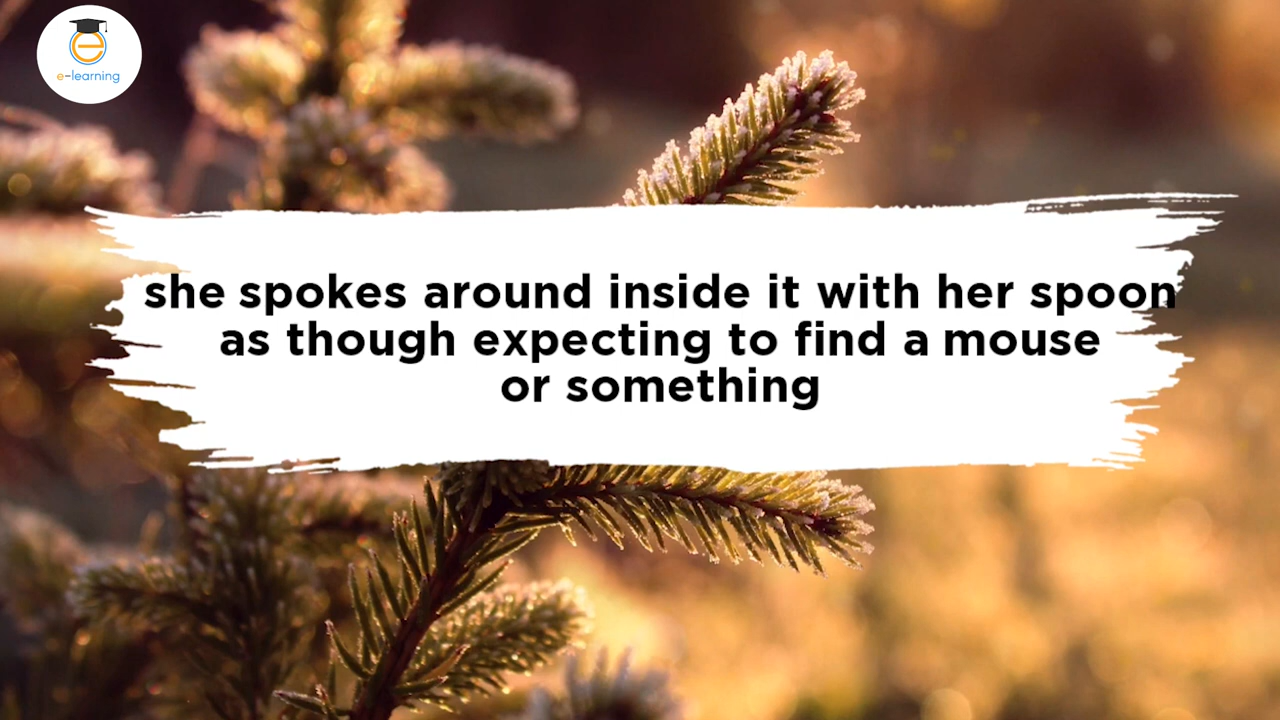 e
e-learning
she spokes around inside it with her spoon
as though expecting to find a mouse
or something